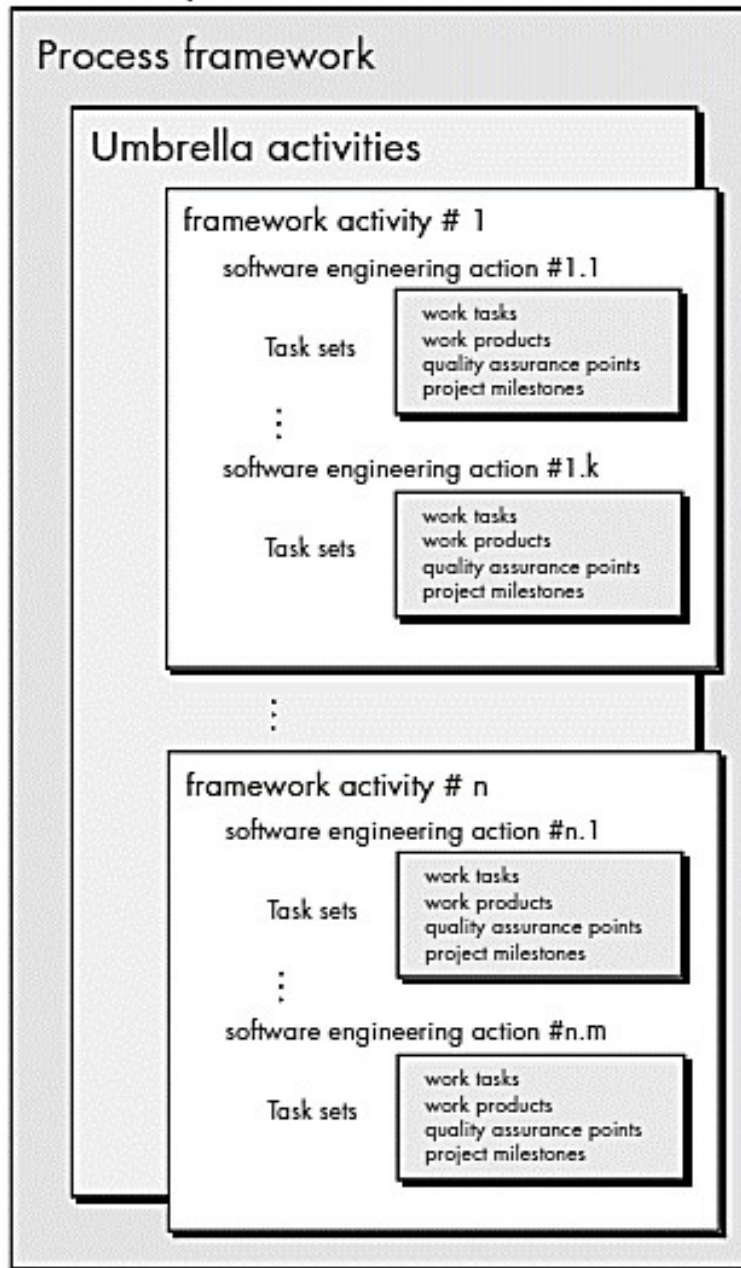 Process framework
Umbrella activities
framework activity # 1
software engineering action #1.1
Task sets
work tasks
work products
quality assurance points
project milestones
software engineering action #1.k
Task sets
work tasks
work products
quality assurance points
project milestones
framework activity # n
software engineering action #n.1
Task sets
work tasks
work products
quality assurance points
project milestones
software engineering action #n.m
Task sets
work tasks
work products
quality assurance points
project milestones